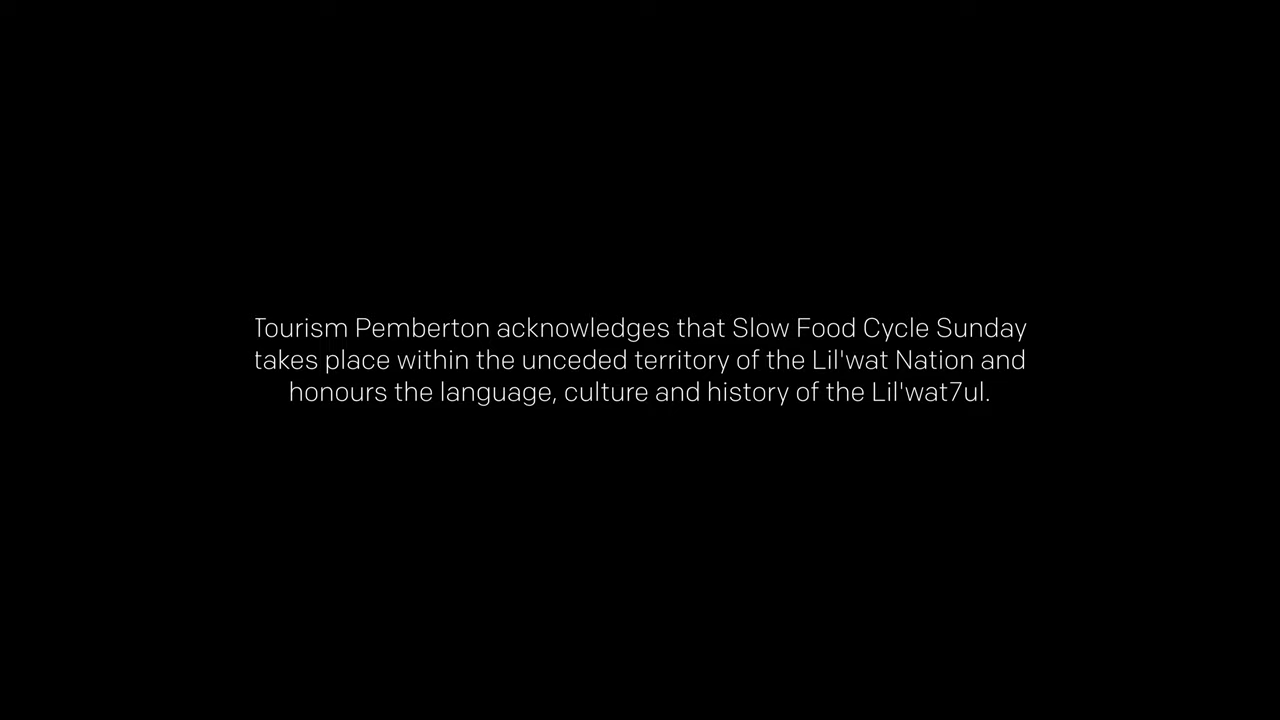 Tourism Pemberton acknowledges that Slow Food Cycle Sunday
takes place within the unceded territory of the Lil'wat Nation and
honours the language, culture and history of the Lil'wat7ul.